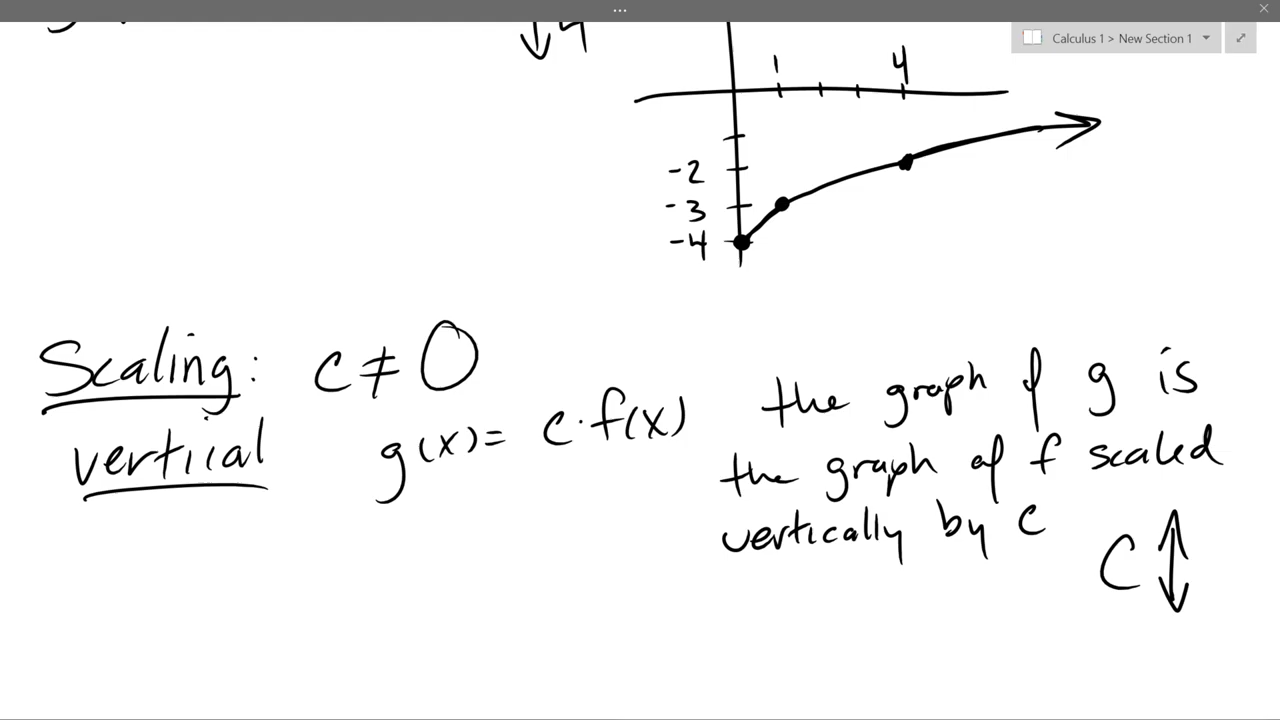 Calculus 1 > New Section 1
↓4
1 4
-2
-3
-4
Scaling: c ≠ 0
vertical g(x) = c · f(x)
the graph of g is
the graph of f scaled
vertically by c
C ↕